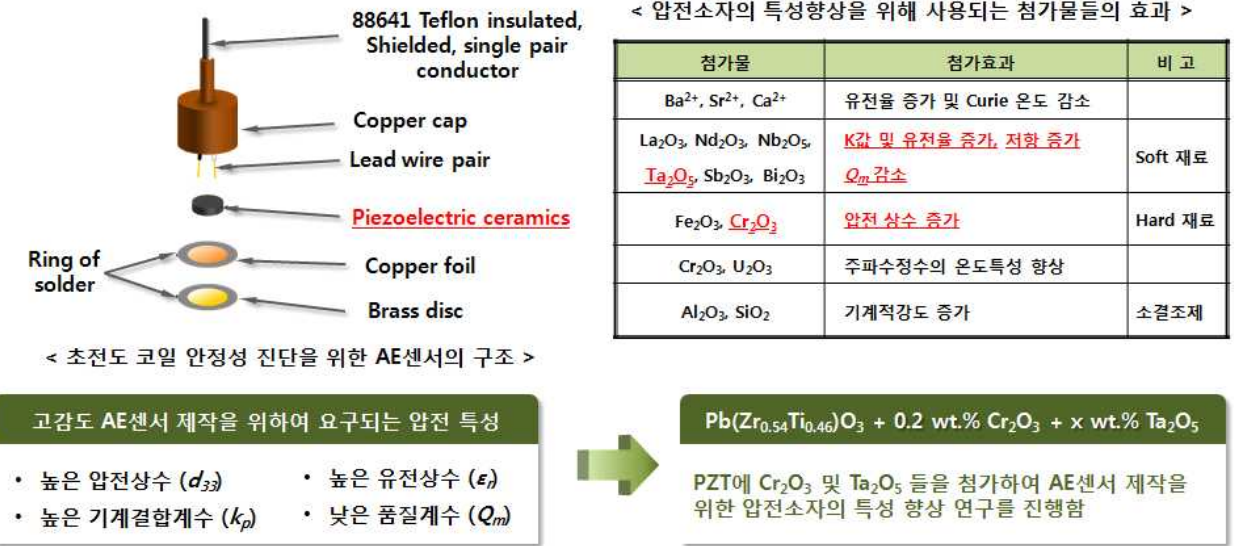 88641 Teflon insulated,
Shielded, single pair
conductor
Copper cap
Lead wire pair
Piezoelectric ceramics
Ring of
solder
Copper foil
Brass disc
< 초전도 코일 안정성 진단을 위한 AE센서의 구조 >
< 압전소자의 특성향상을 위해 사용되는 첨가물들의 효과 >
첨가물 첨가효과 비 고
Ba²⁺, Sr²⁺, Ca²⁺ 유전율 증가 및 Curie 온도 감소
La₂O₃, Nd₂O₃, Nb₂O₅, K값 및 유전율 증가, 저항 증가
Ta₂O₅, Sb₂O₃, Bi₂O₃ Qm 감소 Soft 재료
Fe₂O₃, Cr₂O₃ 압전 상수 증가 Hard 재료
Cr₂O₃, U₂O₃ 주파수정수의 온도특성 향상
Al₂O₃, SiO₂ 기계적강도 증가 소결조제
고감도 AE센서 제작을 위하여 요구되는 압전 특성
• 높은 압전상수 (d₃₃) • 높은 유전상수 (εr)
• 높은 기계결합계수 (kp) • 낮은 품질계수 (Qm)
Pb(Zr₀.₅₄Ti₀.₄₆)O₃ + 0.2 wt.% Cr₂O₃ + x wt.% Ta₂O₅
PZT에 Cr₂O₃ 및 Ta₂O₅ 들을 첨가하여 AE센서 제작을
위한 압전소자의 특성 향상 연구를 진행함